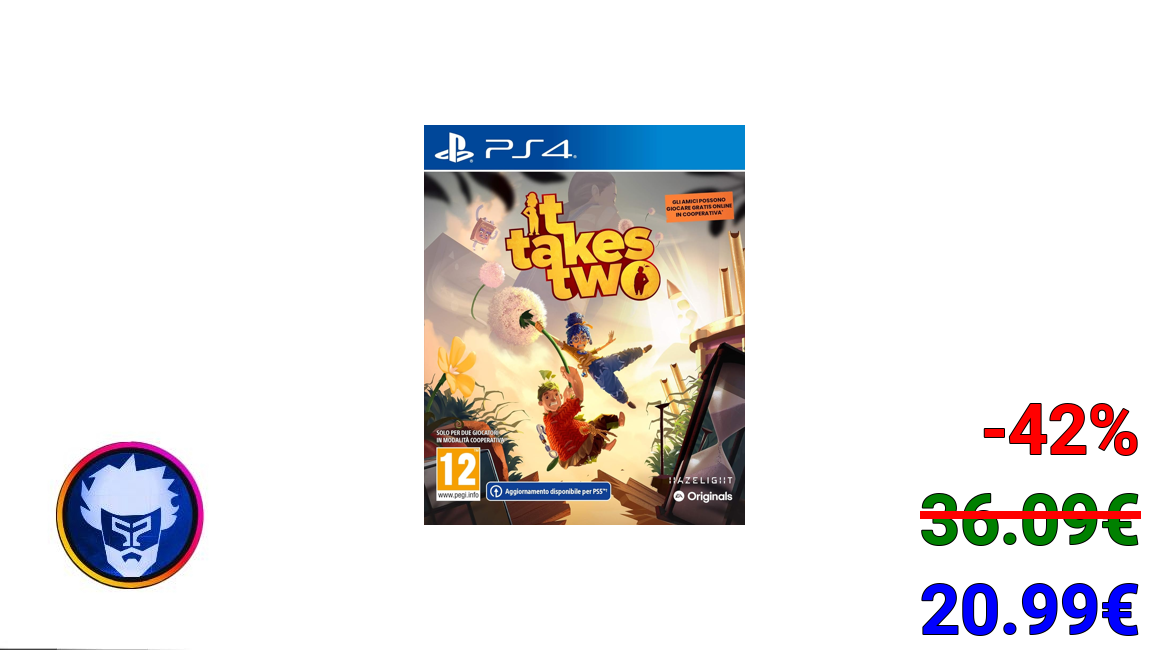 PS4
GLI AMICI POSSONO
GIOCARE GRATIS ONLINE
IN COOPERATIVA*
it
takes
two
SOLO PER DUE GIOCATORI
IN MODALITÀ COOPERATIVA
12
www.pegi.info
Aggiornamento disponibile per PS5™*
HAZELIGHT
EA Originals
-42%
36.09€
20.99€